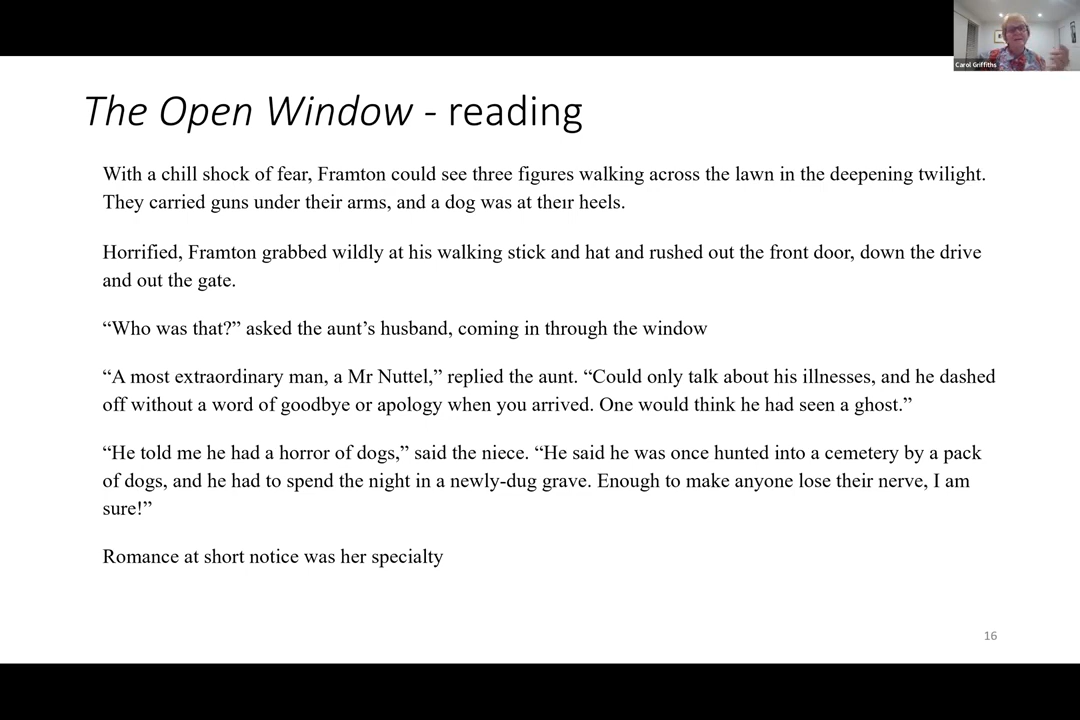 Carol Griffiths
The Open Window - reading
With a chill shock of fear, Framton could see three figures walking across the lawn in the deepening twilight.
They carried guns under their arms, and a dog was at their heels.
Horrified, Framton grabbed wildly at his walking stick and hat and rushed out the front door, down the drive
and out the gate.
“Who was that?” asked the aunt’s husband, coming in through the window
“A most extraordinary man, a Mr Nuttel,” replied the aunt. “Could only talk about his illnesses, and he dashed
off without a word of goodbye or apology when you arrived. One would think he had seen a ghost.”
“He told me he had a horror of dogs,” said the niece. “He said he was once hunted into a cemetery by a pack
of dogs, and he had to spend the night in a newly-dug grave. Enough to make anyone lose their nerve, I am
sure!”
Romance at short notice was her specialty
16